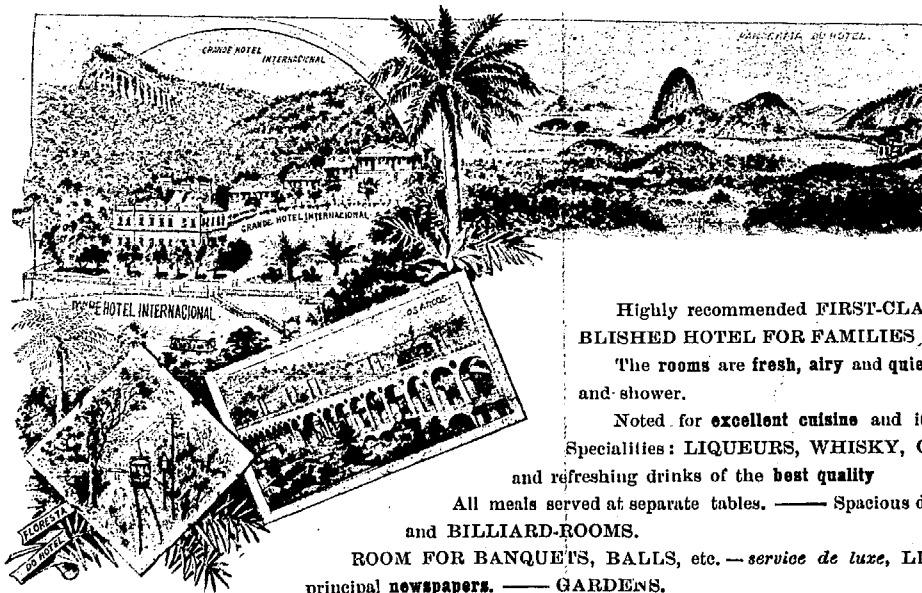 GRANDE HOTEL
INTERNACIONAL
DO HOTEL.
GRANDE HOTEL INTERNACIONAL
HOTEL INTERNACIONAL
OS ARCOS
FLORESTA
DO HOTEL
Highly recommended FIRST-CLA
BLISHED HOTEL FOR FAMILIES
The rooms are fresh, airy and quie
and shower.
Noted for excellent cuisine and i
Specialities: LIQUEURS, WHISKY, C
and refreshing drinks of the best quality
All meals served at separate tables. —— Spacious d
and BILLIARD-ROOMS.
ROOM FOR BANQUETS, BALLS, etc. — service de luxe, LI
principal newspapers. —— GARDENS.